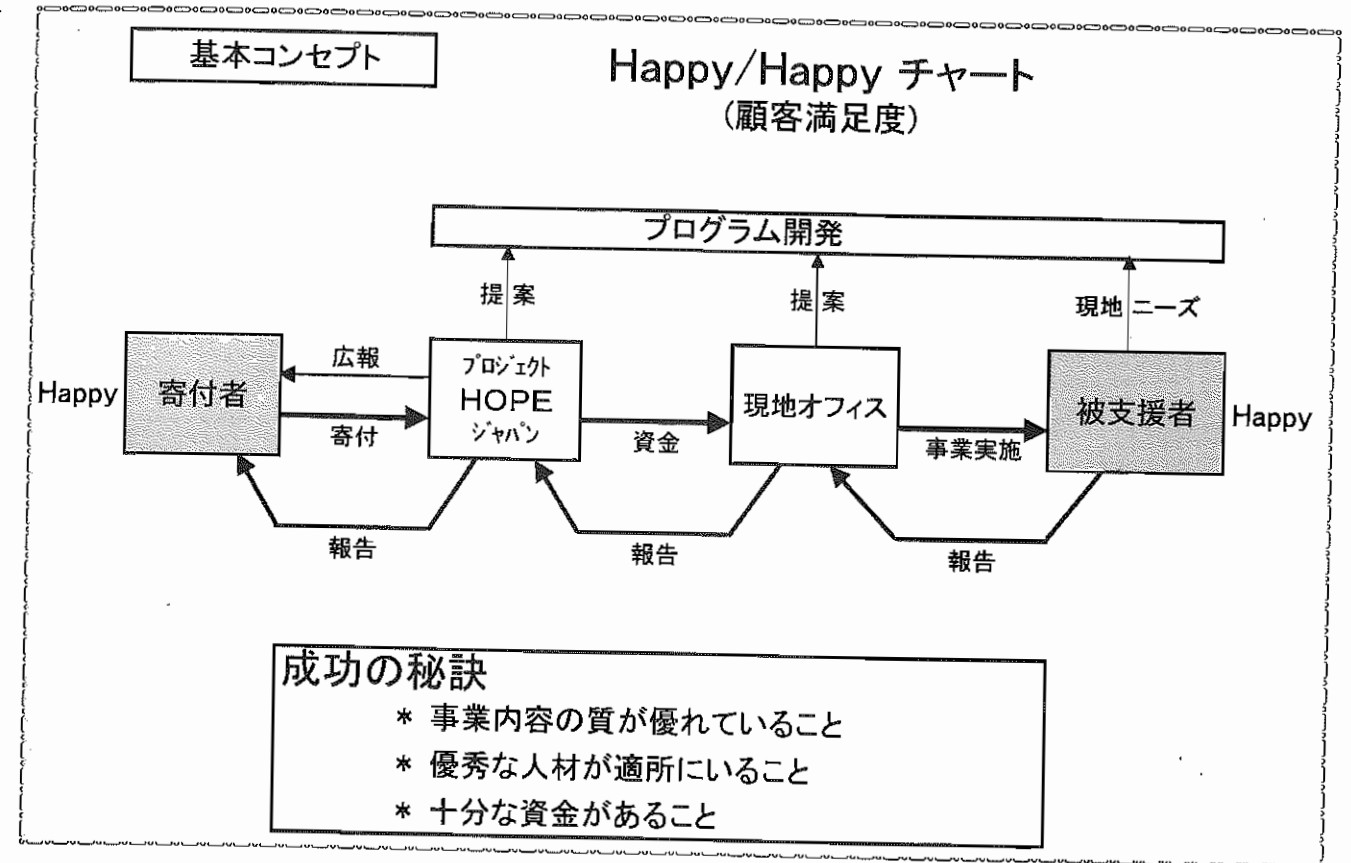 基本コンセプト
Happy/Happy チャート
(顧客満足度)
プログラム開発
提案
提案
現地ニーズ
Happy
寄付者
広報
寄付
プロジェクト
HOPE
ジャパン
資金
現地オフィス
事業実施
被支援者
Happy
報告
報告
報告
成功の秘訣
* 事業内容の質が優れていること
* 優秀な人材が適所にいること
* 十分な資金があること